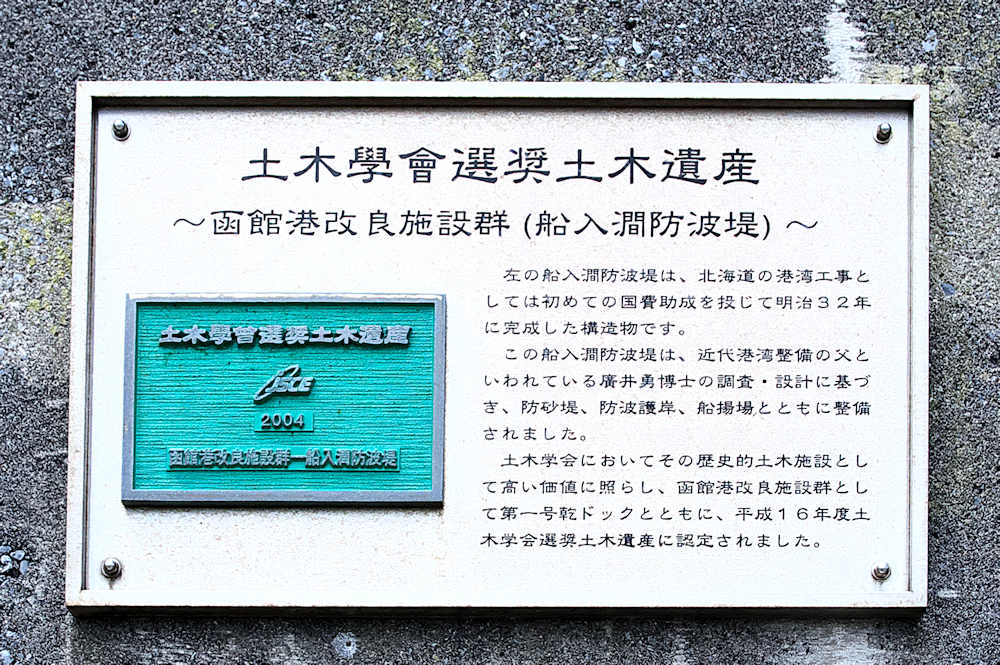 土木學會選奨土木遺産
～函館港改良施設群 (船入澗防波堤) ～
土木學會選奨土木遺産
JSCE
2004
函館港改良施設群―船入澗防波堤
左の船入澗防波堤は、北海道の港湾工事と
しては初めての国費助成を投じて明治３２年
に完成した構造物です。
この船入澗防波堤は、近代港湾整備の父と
いわれている廣井勇博士の調査・設計に基づ
き、防砂堤、防波護岸、船揚場とともに整備
されました。
土木学会においてその歴史的土木施設とし
て高い価値に照らし、函館港改良施設群とし
て第一号乾ドックとともに、平成１６年度土
木学会選奨土木遺産に認定されました。